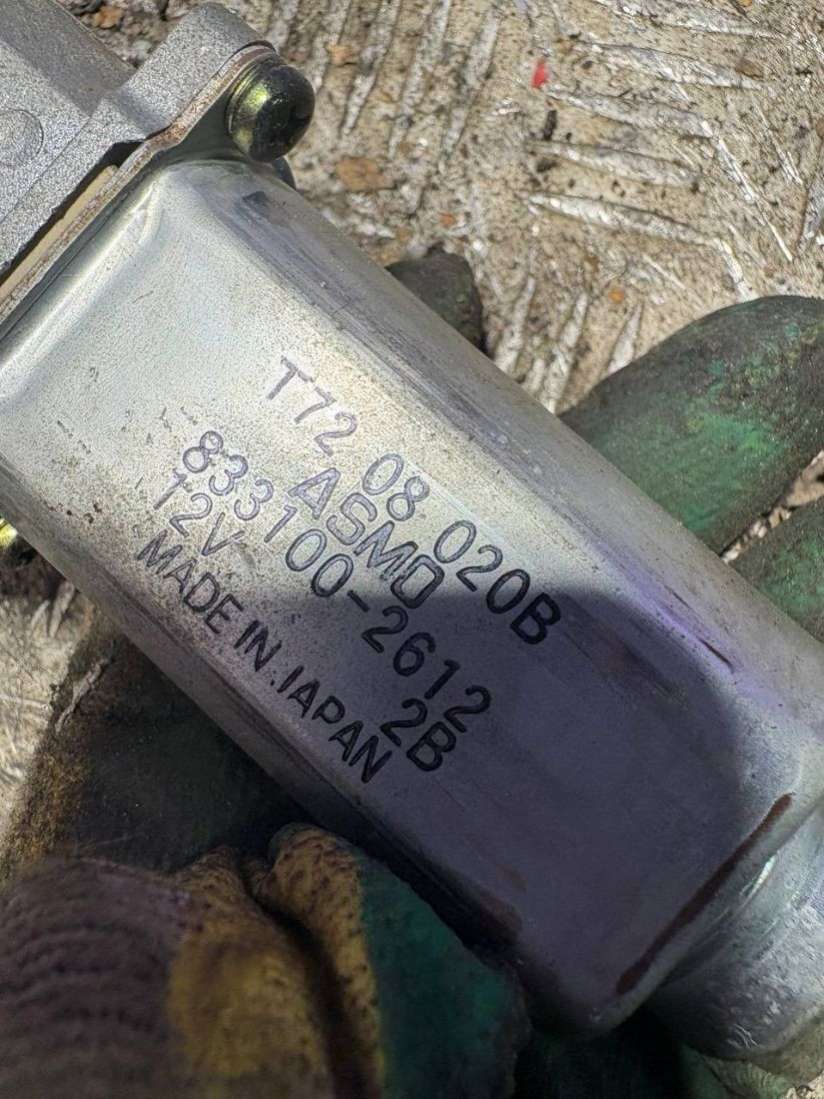 T72 08 020B
ASMO
833100-2612
12V 2B
MADE IN JAPAN